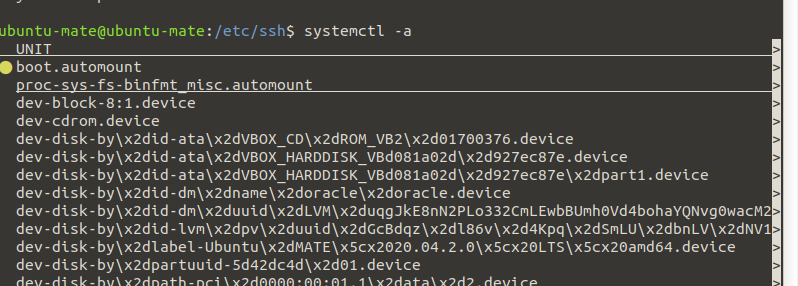 ubuntu-mate@ubuntu-mate:/etc/ssh$ systemctl -a
UNIT >
boot.automount >
proc-sys-fs-binfmt_misc.automount >
dev-block-8:1.device >
dev-cdrom.device >
dev-disk-by\x2did-ata\x2dVBOX_CD\x2dROM_VB2\x2d01700376.device >
dev-disk-by\x2did-ata\x2dVBOX_HARDDISK_VBd081a02d\x2d927ec87e.device >
dev-disk-by\x2did-ata\x2dVBOX_HARDDISK_VBd081a02d\x2d927ec87e\x2dpart1.device >
dev-disk-by\x2did-dm\x2dname\x2doracle\x2doracle.device >
dev-disk-by\x2did-dm\x2duuid\x2dLVM\x2duqgJkE8nN2PLo332CmLEwbBUmh0Vd4bohaYQNvg0wacM2>
dev-disk-by\x2did-lvm\x2dpv\x2duuid\x2dGcBdqz\x2dl86v\x2d4Kpq\x2dSmLU\x2dbnLV\x2dNV1>
dev-disk-by\x2dlabel-Ubuntu\x2dMATE\x5cx2020.04.2.0\x5cx20LTS\x5cx20amd64.device >
dev-disk-by\x2dpartuuid-5d42dc4d\x2d01.device >
dev-disk-by\x2dpath-pci\x2d0000:00:01.1\x2data\x2d2.device >